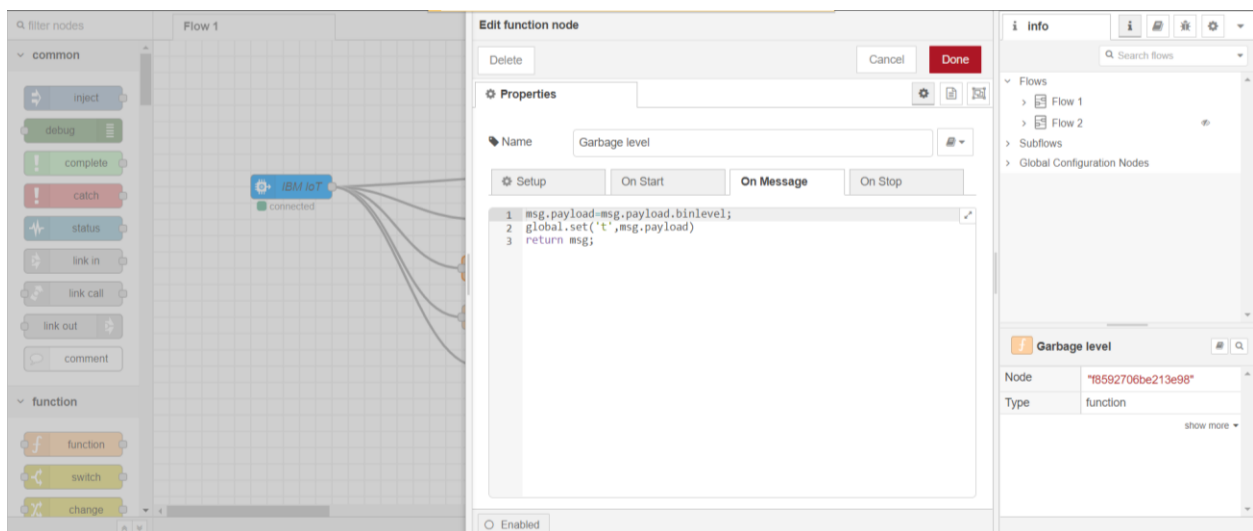 filter nodes
Flow 1
common
inject
debug
complete
catch
status
link in
link call
link out
comment
function
function
switch
change
IBM IoT
connected
Edit function node
Delete
Cancel
Done
Properties
Name
Garbage level
Setup
On Start
On Message
On Stop
1 msg.payload=msg.payload.binlevel;
2 global.set('t',msg.payload)
3 return msg;
Enabled
i info
i
Search flows
Flows
Flow 1
Flow 2
Subflows
Global Configuration Nodes
f Garbage level
Node "f8592706be213e98"
Type function
show more